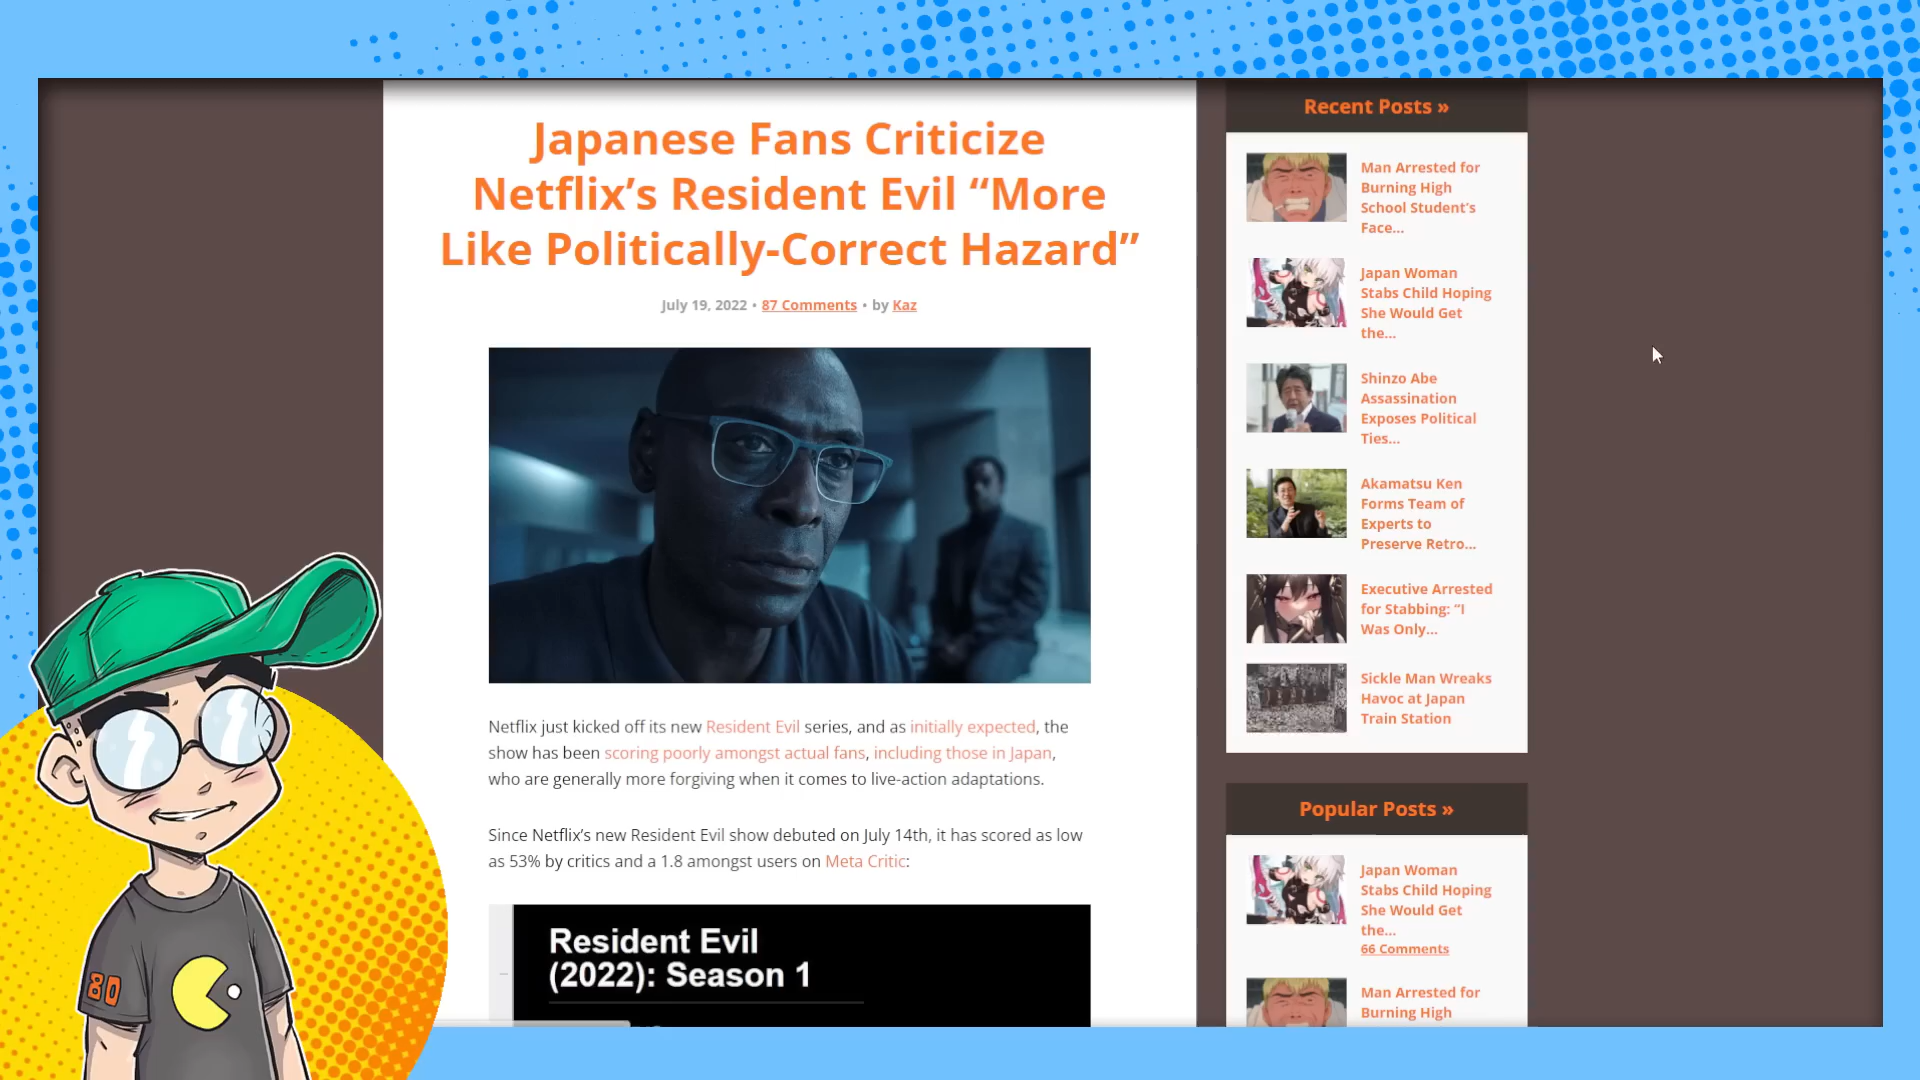 Japanese Fans Criticize
Netflix’s Resident Evil “More
Like Politically-Correct Hazard”
July 19, 2022 • 87 Comments • by Kaz
Netflix just kicked off its new Resident Evil series, and as initially expected, the
show has been scoring poorly amongst actual fans, including those in Japan,
who are generally more forgiving when it comes to live-action adaptations.
Since Netflix’s new Resident Evil show debuted on July 14th, it has scored as low
as 53% by critics and a 1.8 amongst users on Meta Critic:
Resident Evil
(2022): Season 1
Recent Posts »
Man Arrested for
Burning High
School Student’s
Face...
Japan Woman
Stabs Child Hoping
She Would Get
the...
Shinzo Abe
Assassination
Exposes Political
Ties...
Akamatsu Ken
Forms Team of
Experts to
Preserve Retro...
Executive Arrested
for Stabbing: “I
Was Only...
Sickle Man Wreaks
Havoc at Japan
Train Station
Popular Posts »
Japan Woman
Stabs Child Hoping
She Would Get
the...
66 Comments
Man Arrested for
Burning High
80